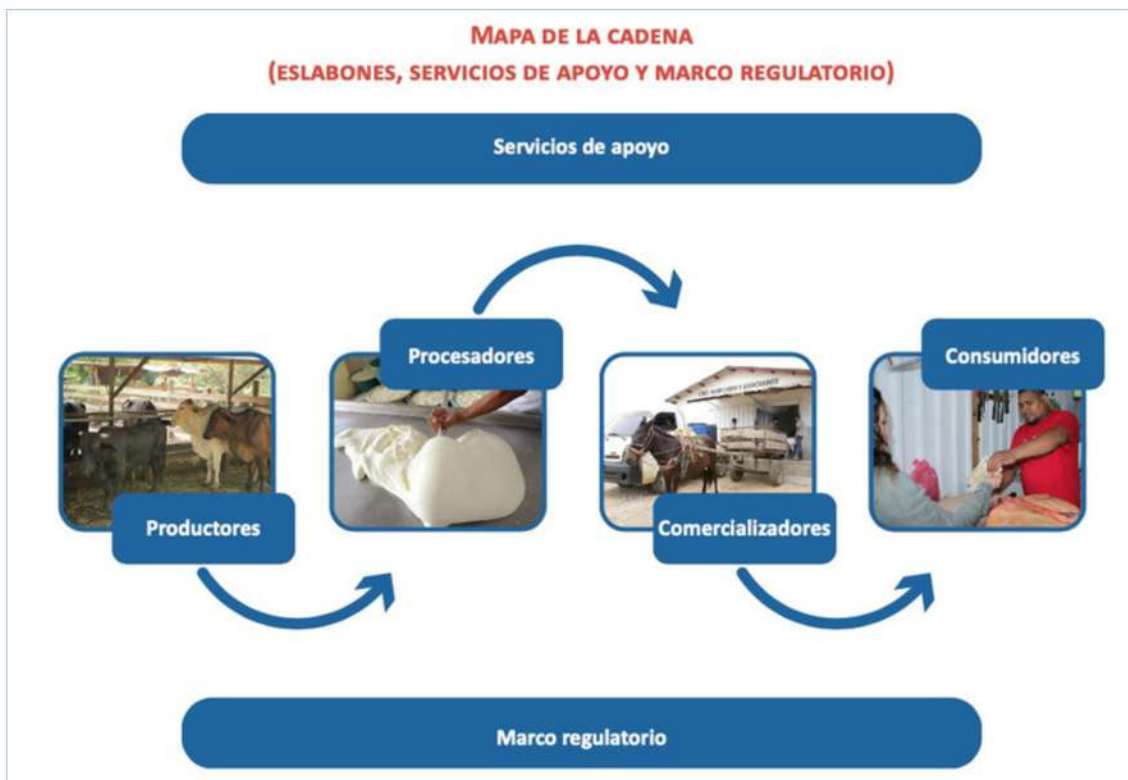 MAPA DE LA CADENA
(ESLABONES, SERVICIOS DE APOYO Y MARCO REGULATORIO)
Servicios de apoyo
Procesadores
Consumidores
Productores
Comercializadores
Marco regulatorio